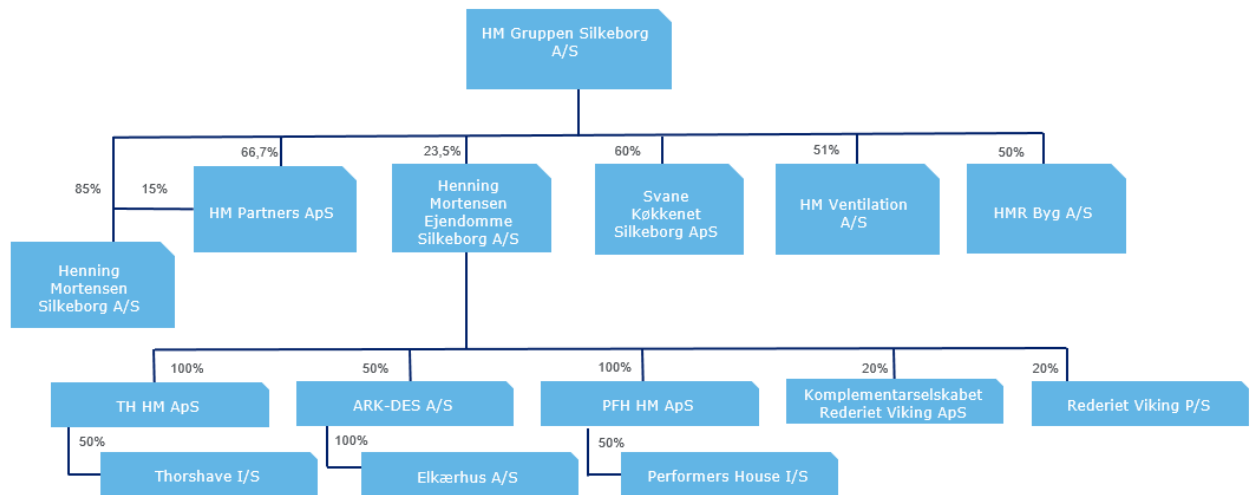 HM Gruppen Silkeborg
A/S
66,7%
23,5%
60%
51%
50%
85%
15%
HM Partners ApS
Henning
Mortensen
Ejendomme
Silkeborg A/S
Svane
Køkkenet
Silkeborg ApS
HM Ventilation
A/S
HMR Byg A/S
Henning
Mortensen
Silkeborg A/S
100%
50%
100%
20%
20%
TH HM ApS
ARK-DES A/S
PFH HM ApS
Komplementarselskabet
Rederiet Viking ApS
Rederiet Viking P/S
50%
100%
50%
Thorshave I/S
Elkærhus A/S
Performers House I/S